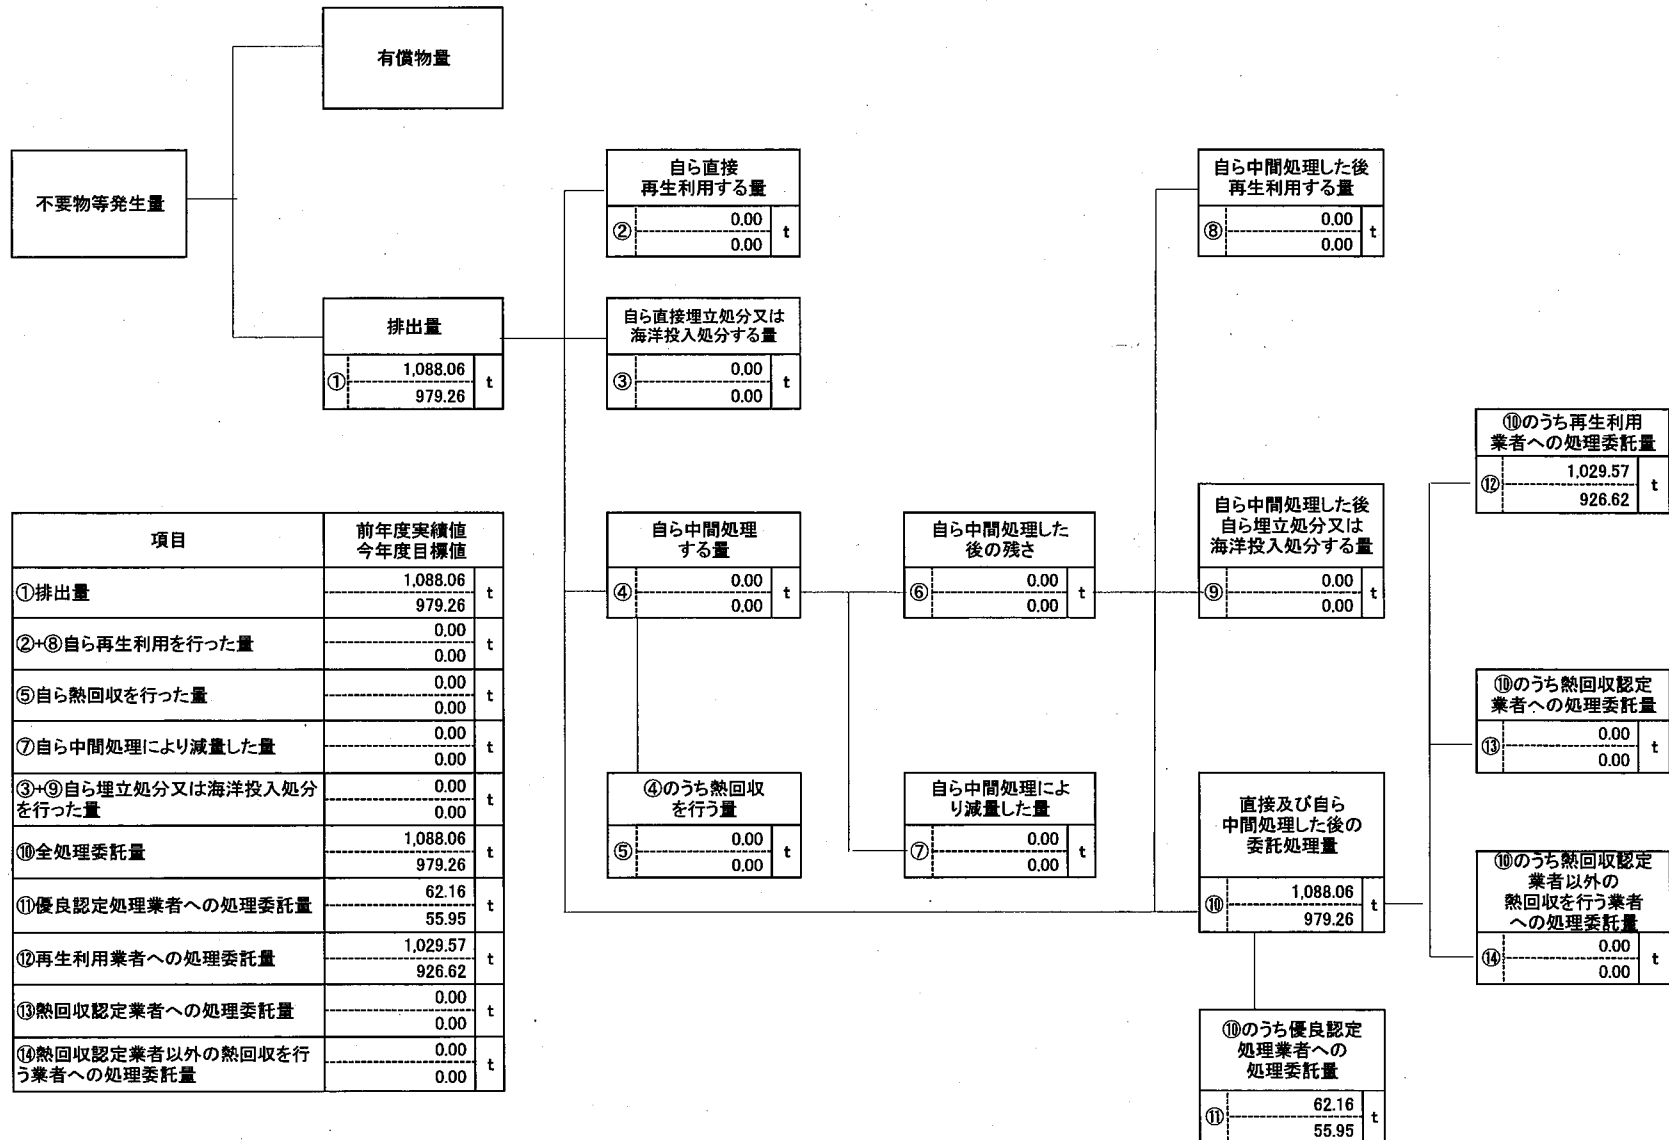 有償物量
不要物等発生量
排出量
①
1,088.06
979.26
t
自ら直接
再生利用する量
②
0.00
0.00
t
自ら直接埋立処分又は
海洋投入処分する量
③
0.00
0.00
t
自ら中間処理
する量
④
0.00
0.00
t
④のうち熱回収
を行う量
⑤
0.00
0.00
t
自ら中間処理した
後の残さ
⑥
0.00
0.00
t
自ら中間処理によ
り減量した量
⑦
0.00
0.00
t
自ら中間処理した後
再生利用する量
⑧
0.00
0.00
t
自ら中間処理した後
自ら埋立処分又は
海洋投入処分する量
⑨
0.00
0.00
t
直接及び自ら
中間処理した後の
委託処理量
⑩
1,088.06
979.26
t
⑩のうち優良認定
処理業者への
処理委託量
⑪
62.16
55.95
t
⑩のうち再生利用
業者への処理委託量
⑫
1,029.57
926.62
t
⑩のうち熱回収認定
業者への処理委託量
⑬
0.00
0.00
t
⑩のうち熱回収認定
業者以外の
熱回収を行う業者
への処理委託量
⑭
0.00
0.00
t
項目
前年度実績値
今年度目標値
①排出量
1,088.06
979.26
t
②+⑧自ら再生利用を行った量
0.00
0.00
t
⑤自ら熱回収を行った量
0.00
0.00
t
⑦自ら中間処理により減量した量
0.00
0.00
t
③+⑨自ら埋立処分又は海洋投入処分
を行った量
0.00
0.00
t
⑩全処理委託量
1,088.06
979.26
t
⑪優良認定処理業者への処理委託量
62.16
55.95
t
⑫再生利用業者への処理委託量
1,029.57
926.62
t
⑬熱回収認定業者への処理委託量
0.00
0.00
t
⑭熱回収認定業者以外の熱回収を行
う業者への処理委託量
0.00
0.00
t